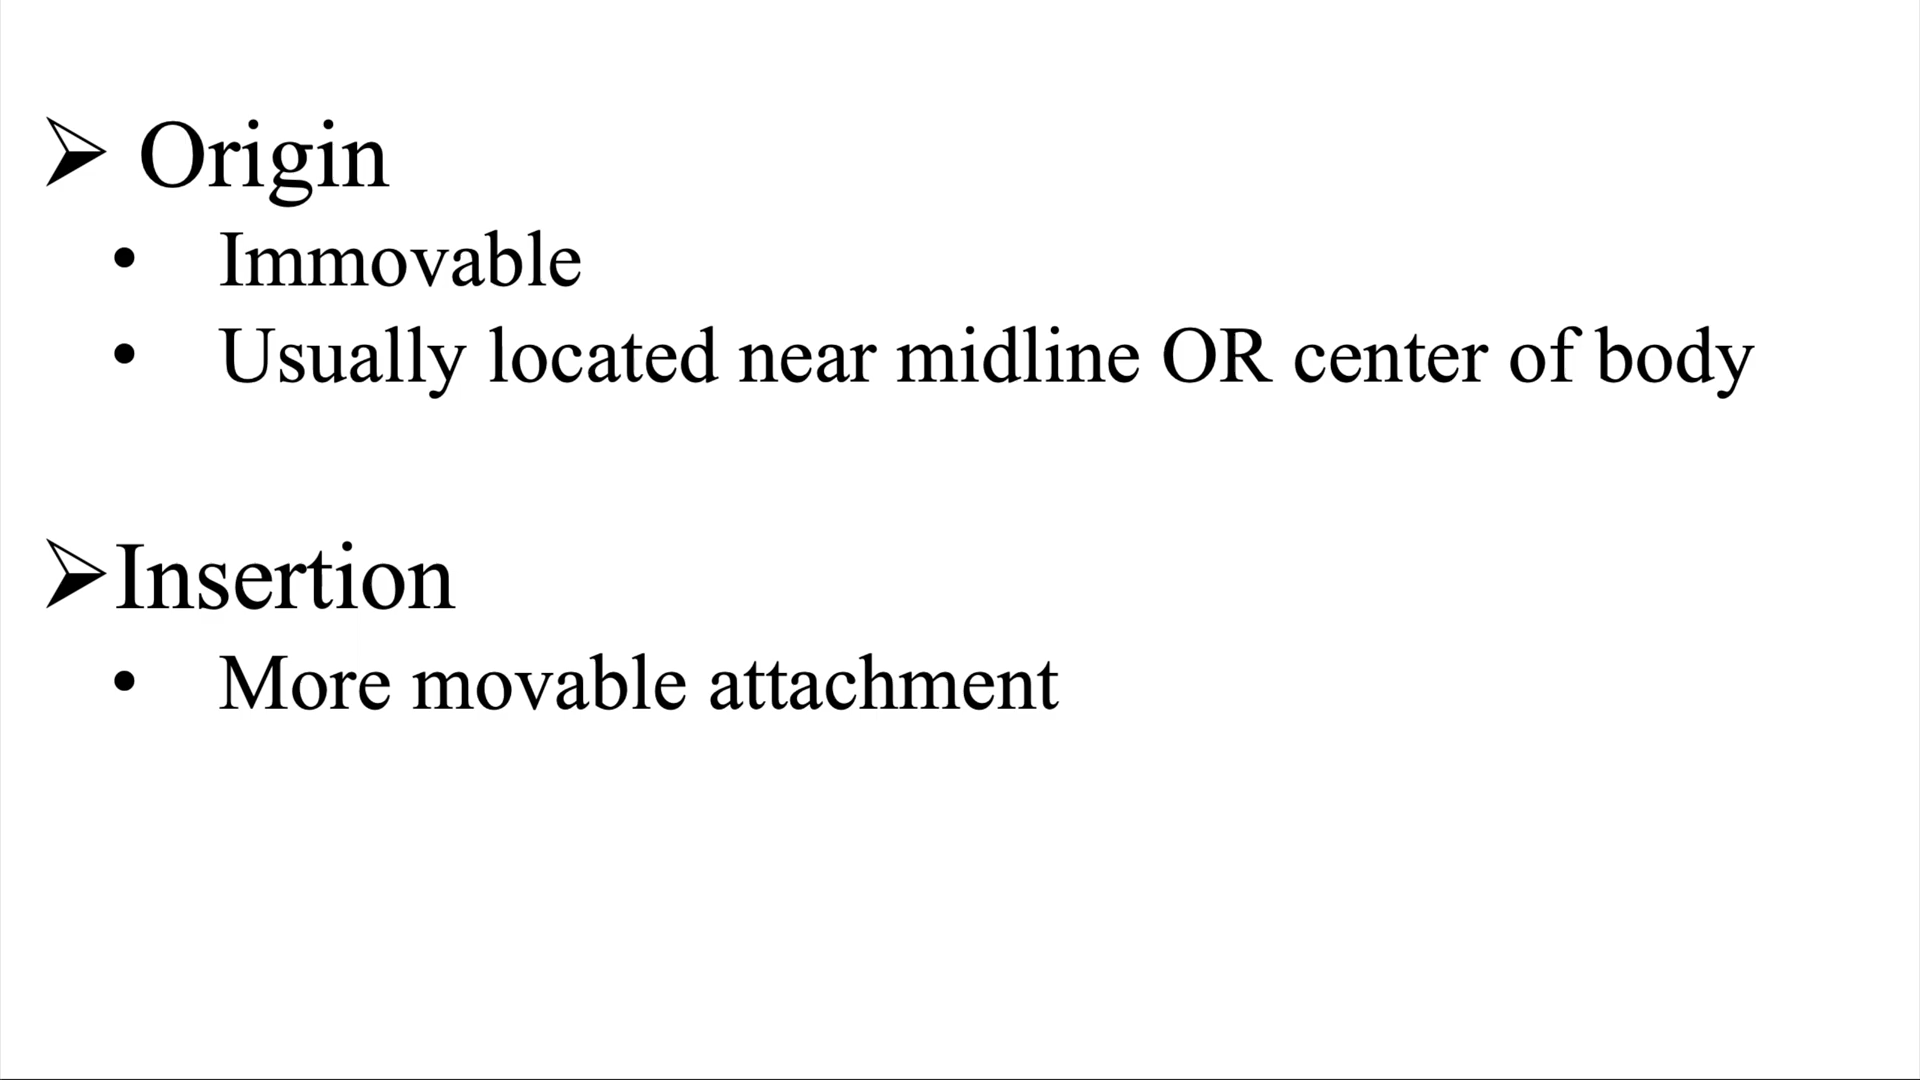 ➢ Origin
• Immovable
• Usually located near midline OR center of body
➢Insertion
• More movable attachment